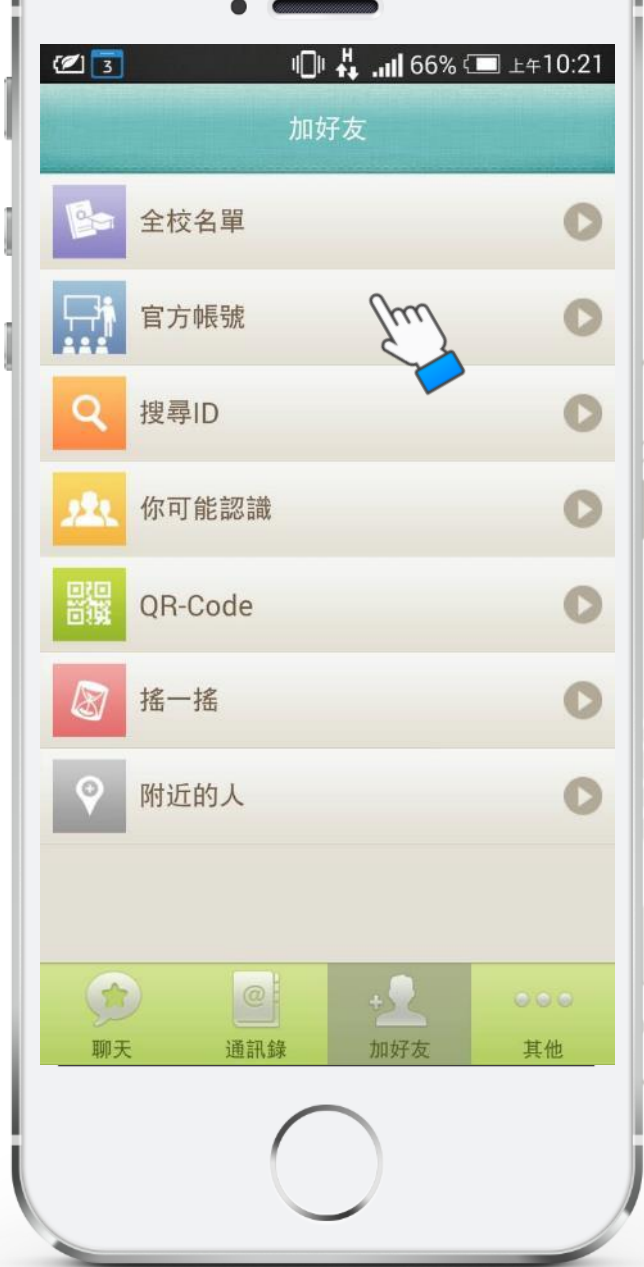 3 66% 上午10:21
加好友
全校名單
官方帳號
搜尋ID
你可能認識
QR-Code
搖一搖
附近的人
聊天 通訊錄 加好友 其他